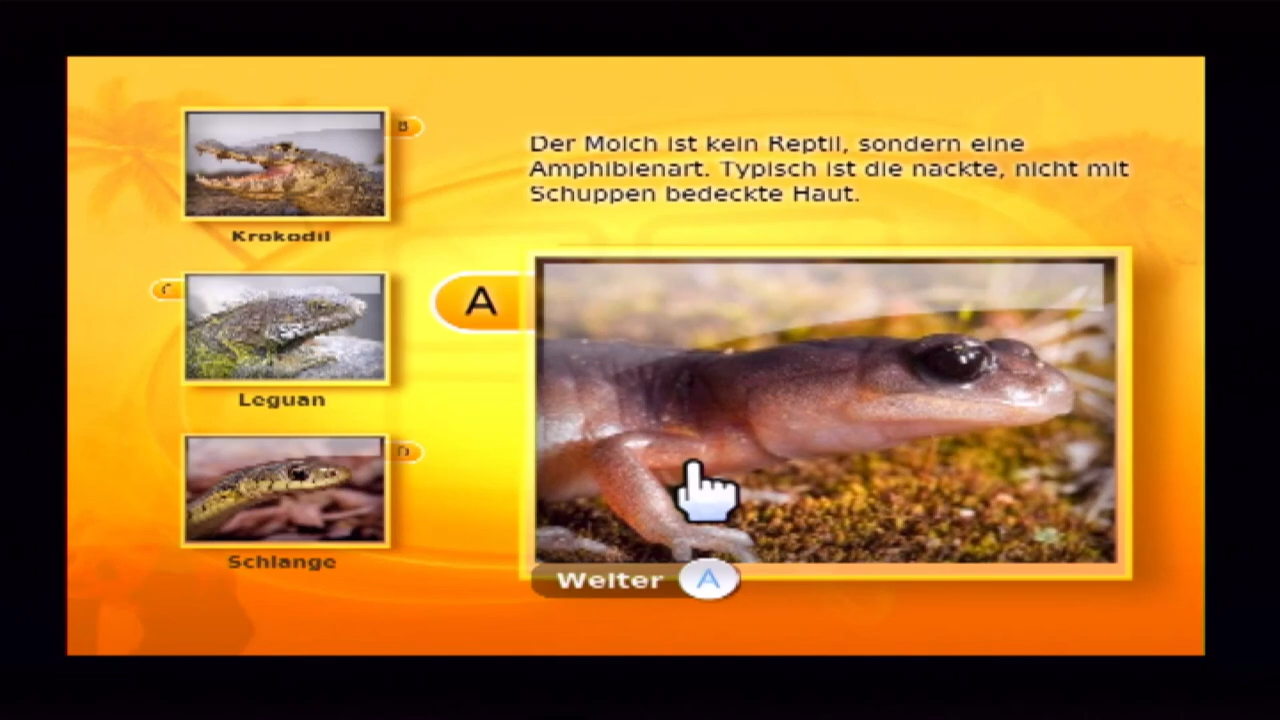 B
Krokodil
C
Leguan
D
Schlange
Der Molch ist kein Reptil, sondern eine
Amphibienart. Typisch ist die nackte, nicht mit
Schuppen bedeckte Haut.
A
Weiter A